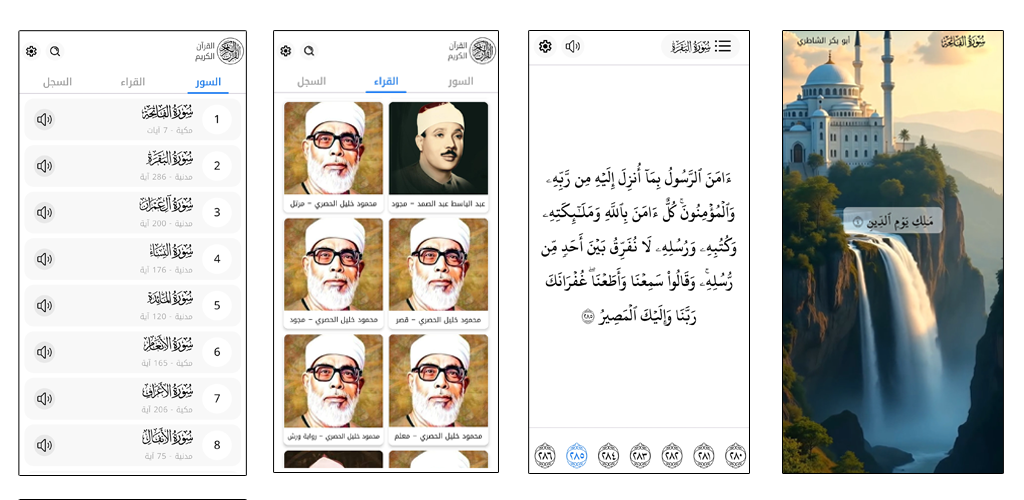 القرآن
الكريم
السور
القراء
السجل
1
سُورَةُ الفَاتِحَةِ
مكية - 7 آيات
2
سُورَةُ البَقَرَةِ
مدنية - 286 آية
3
سُورَةُ آلِ عِمْرَانَ
مدنية - 200 آية
4
سُورَةُ النِّسَاءِ
مدنية - 176 آية
5
سُورَةُ المَائِدَةِ
مدنية - 120 آية
6
سُورَةُ الأَنْعَامِ
مكية - 165 آية
7
سُورَةُ الأَعْرَافِ
مكية - 206 آية
8
سُورَةُ الأَنْفَالِ
مدنية - 75 آية
القرآن
الكريم
السور
القراء
السجل
عبد الباسط عبد الصمد – مجود
محمود خليل الحصري – مرتل
محمود خليل الحصري – قصر
محمود خليل الحصري – مجود
محمود خليل الحصري – معلم
محمود خليل الحصري – رواية ورش
سُورَةُ البَقَرَةِ
ءَامَنَ ٱلرَّسُولُ بِمَآ أُنزِلَ إِلَيْهِ مِن رَّبِّهِۦ
وَٱلْمُؤْمِنُونَ ۚ كُلٌّ ءَامَنَ بِٱللَّهِ وَمَلَـٰٓئِكَتِهِۦ
وَكُتُبِهِۦ وَرُسُلِهِۦ لَا نُفَرِّقُ بَيْنَ أَحَدٍ مِّن
رُّسُلِهِۦ ۚ وَقَالُوا۟ سَمِعْنَا وَأَطَعْنَا ۖ غُفْرَانَكَ
رَبَّنَا وَإِلَيْكَ ٱلْمَصِيرُ ٢٨٥
٢٨٠ ٢٨١ ٢٨٢ ٢٨٣ ٢٨٤ ٢٨٥ ٢٨٦
سُورَةُ الفَاتِحَةِ
أبو بكر الشاطري
مَـٰلِكِ يَوْمِ ٱلدِّينِ ٤